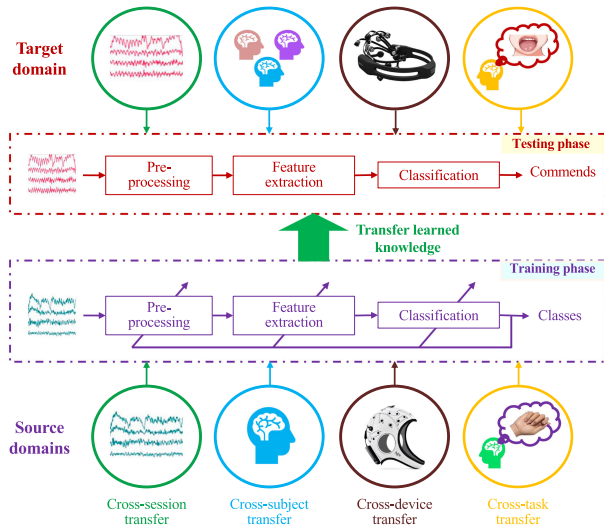 Target
domain
Testing phase
Pre-
processing
Feature
extraction
Classification
Commends
Transfer learned
knowledge
Training phase
Pre-
processing
Feature
extraction
Classification
Classes
Source
domains
Cross-session
transfer
Cross-subject
transfer
Cross-device
transfer
Cross-task
transfer